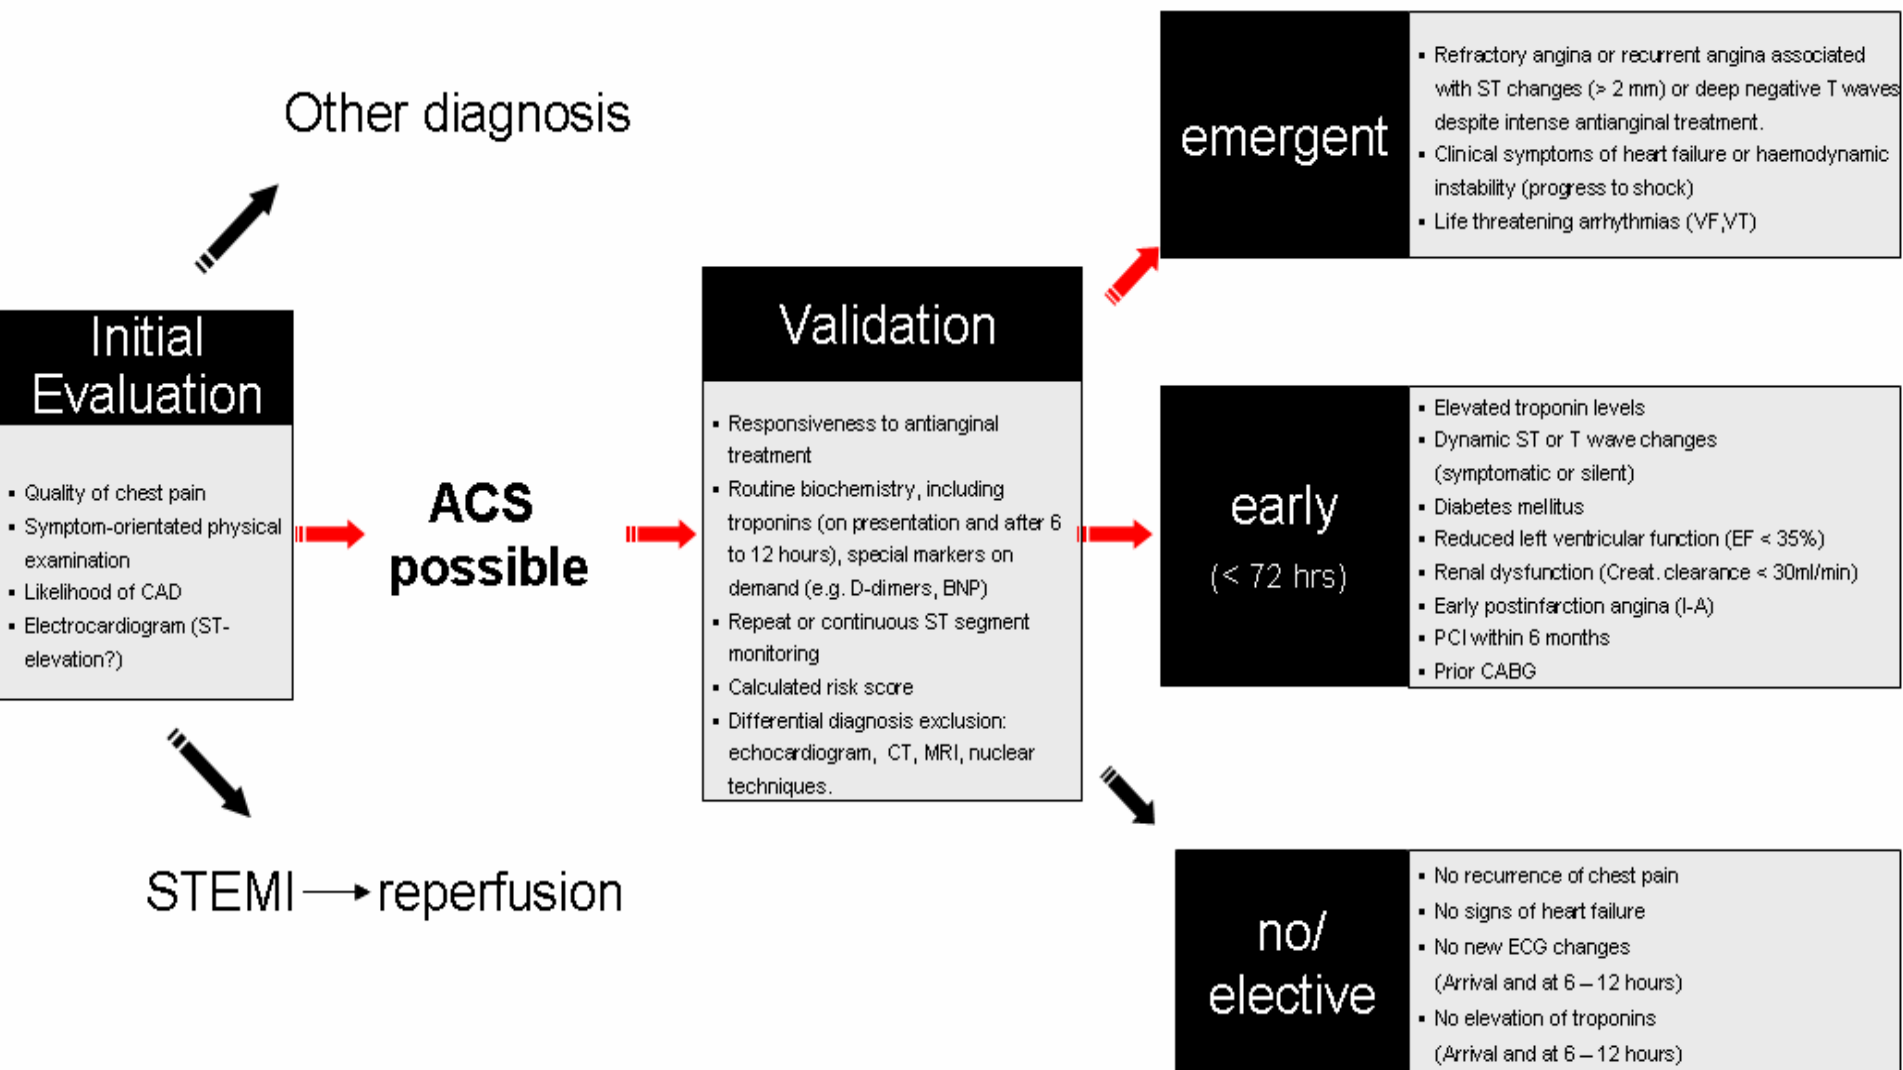 Other diagnosis
Initial
Evaluation
▪ Quality of chest pain
▪ Symptom-orientated physical
examination
▪ Likelihood of CAD
▪ Electrocardiogram (ST-
elevation?)
STEMI → reperfusion
ACS
possible
Validation
▪ Responsiveness to antianginal
treatment
▪ Routine biochemistry, including
troponins (on presentation and after 6
to 12 hours), special markers on
demand (e.g. D-dimers, BNP)
▪ Repeat or continuous ST segment
monitoring
▪ Calculated risk score
▪ Differential diagnosis exclusion:
echocardiogram, CT, MRI, nuclear
techniques.
emergent
▪ Refractory angina or recurrent angina associated
with ST changes (> 2 mm) or deep negative T waves
despite intense antianginal treatment.
▪ Clinical symptoms of heart failure or haemodynamic
instability (progress to shock)
▪ Life threatening arrhythmias (VF,VT)
early
(< 72 hrs)
▪ Elevated troponin levels
▪ Dynamic ST or T wave changes
(symptomatic or silent)
▪ Diabetes mellitus
▪ Reduced left ventricular function (EF < 35%)
▪ Renal dysfunction (Creat. clearance < 30ml/min)
▪ Early postinfarction angina (I-A)
▪ PCI within 6 months
▪ Prior CABG
no/
elective
▪ No recurrence of chest pain
▪ No signs of heart failure
▪ No new ECG changes
(Arrival and at 6 – 12 hours)
▪ No elevation of troponins
(Arrival and at 6 – 12 hours)